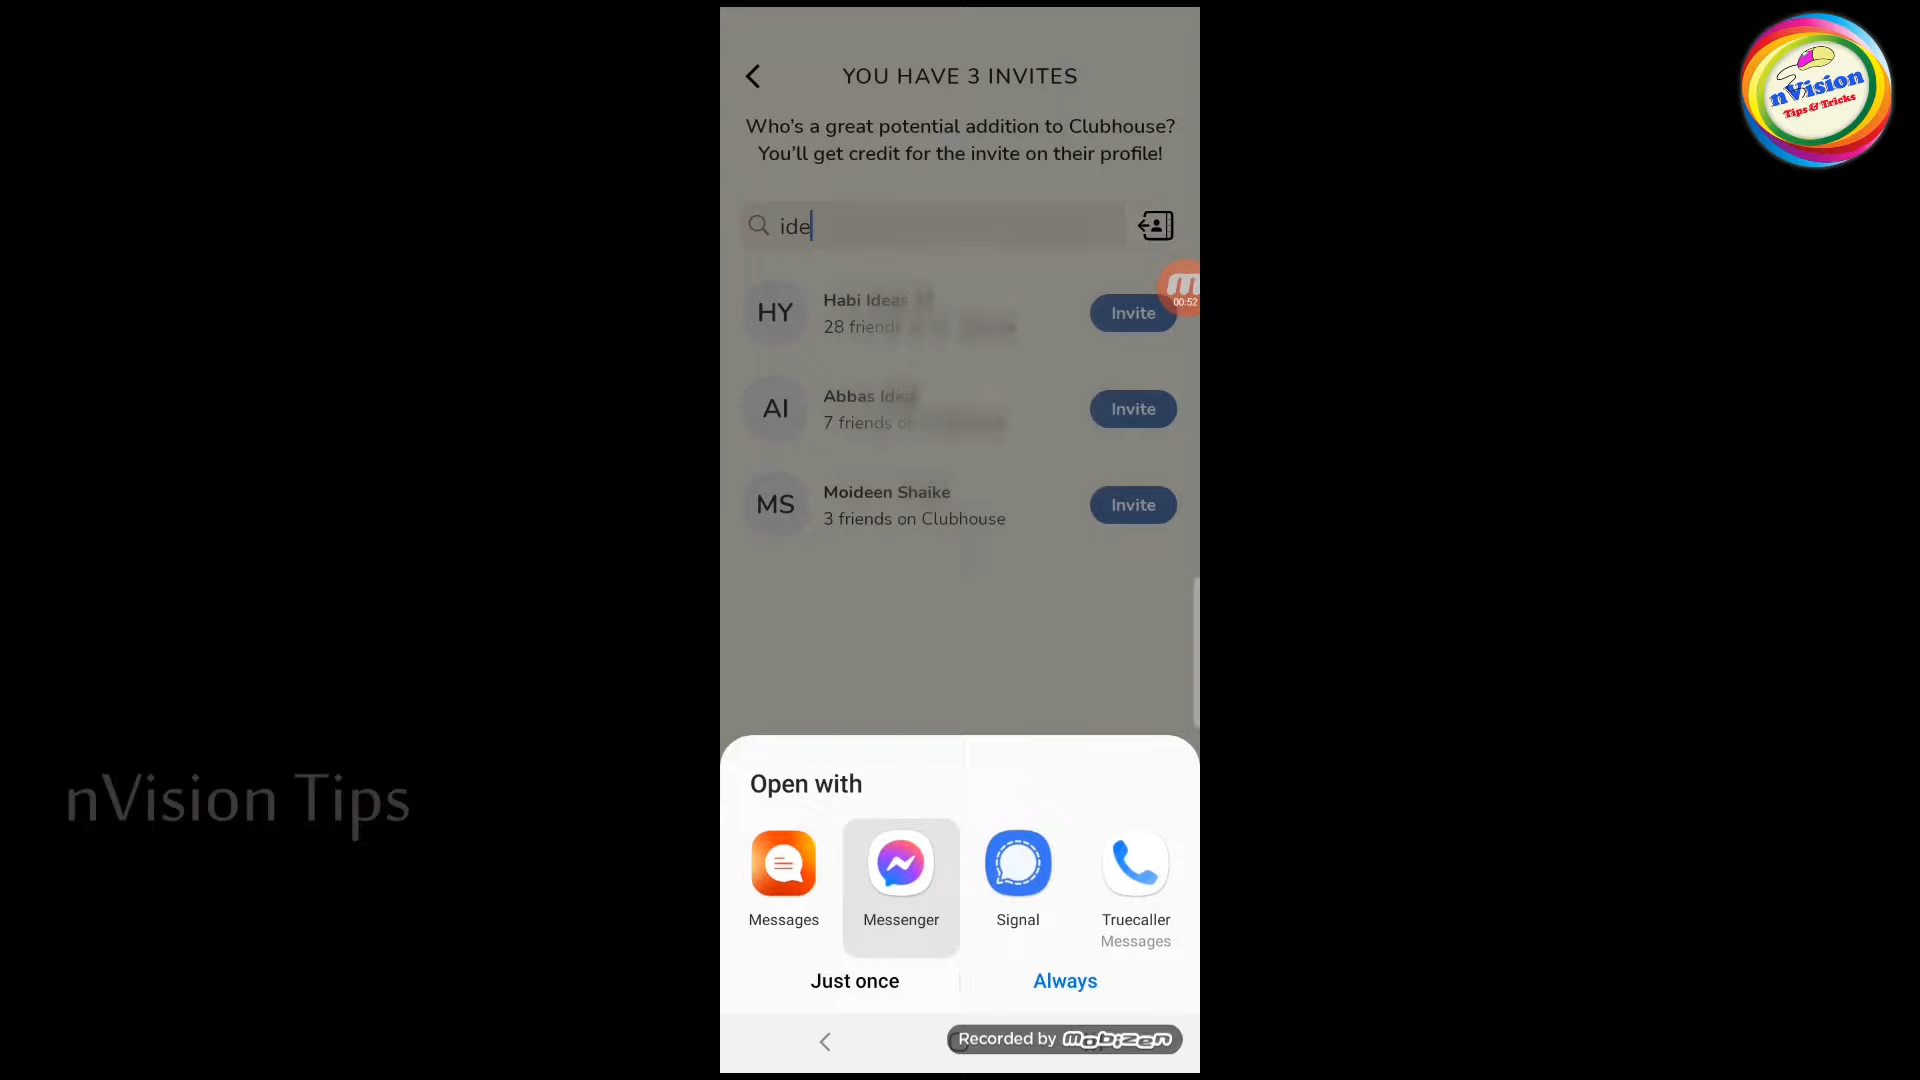 YOU HAVE 3 INVITES
Who's a great potential addition to Clubhouse?
You'll get credit for the invite on their profile!
ide
HY
Habi Ideas
28 friends
Invite
00:52
AI
Abbas Idea
7 friends on
Invite
MS
Moideen Shaike
3 friends on Clubhouse
Invite
Open with
Messages
Messenger
Signal
Truecaller
Messages
Just once
Always
Recorded by mobizen
nVision Tips
nVision
Tips & Tricks